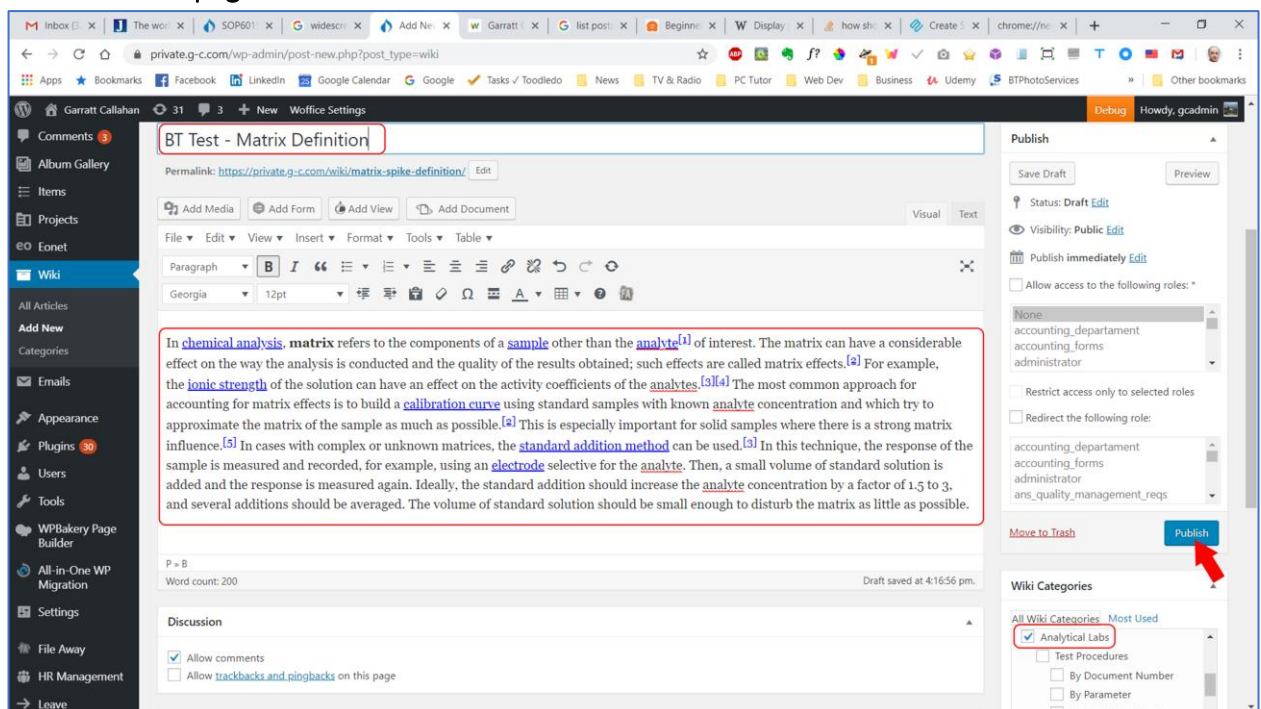 Inbox (3
The wor
SOP601
widescre
Add Ne
Garratt C
list posts
Beginne
Display
how sho
Create S
chrome://ne
private.g-c.com/wp-admin/post-new.php?post_type=wiki
Apps Bookmarks Facebook LinkedIn Google Calendar Google Tasks √ Toodledo News TV & Radio PC Tutor Web Dev Business Udemy BTPhotoServices » Other bookmarks
Garratt Callahan 31 3 + New Woffice Settings Debug Howdy, gcadmin
Comments 3
Album Gallery
Items
Projects
Eonet
Wiki
All Articles
Add New
Categories
Emails
Appearance
Plugins 30
Users
Tools
WPBakery Page
Builder
All-in-One WP
Migration
Settings
File Away
HR Management
Leave
BT Test - Matrix Definition
Permalink: https://private.g-c.com/wiki/matrix-spike-definition/ Edit
Add Media Add Form Add View Add Document
Visual Text
File Edit View Insert Format Tools Table
Paragraph B I
Georgia 12pt
In chemical analysis, matrix refers to the components of a sample other than the analyte[1] of interest. The matrix can have a considerable
effect on the way the analysis is conducted and the quality of the results obtained; such effects are called matrix effects.[2] For example,
the ionic strength of the solution can have an effect on the activity coefficients of the analytes.[3][4] The most common approach for
accounting for matrix effects is to build a calibration curve using standard samples with known analyte concentration and which try to
approximate the matrix of the sample as much as possible.[2] This is especially important for solid samples where there is a strong matrix
influence.[5] In cases with complex or unknown matrices, the standard addition method can be used.[3] In this technique, the response of the
sample is measured and recorded, for example, using an electrode selective for the analyte. Then, a small volume of standard solution is
added and the response is measured again. Ideally, the standard addition should increase the analyte concentration by a factor of 1.5 to 3,
and several additions should be averaged. The volume of standard solution should be small enough to disturb the matrix as little as possible.
P » B
Word count: 200 Draft saved at 4:16:56 pm.
Discussion
Allow comments
Allow trackbacks and pingbacks on this page
Publish
Save Draft Preview
Status: Draft Edit
Visibility: Public Edit
Publish immediately Edit
Allow access to the following roles: *
None
accounting_departament
accounting_forms
administrator
Restrict access only to selected roles
Redirect the following role:
accounting_departament
accounting_forms
administrator
ans_quality_management_reqs
Move to Trash Publish
Wiki Categories
All Wiki Categories Most Used
Analytical Labs
Test Procedures
By Document Number
By Parameter